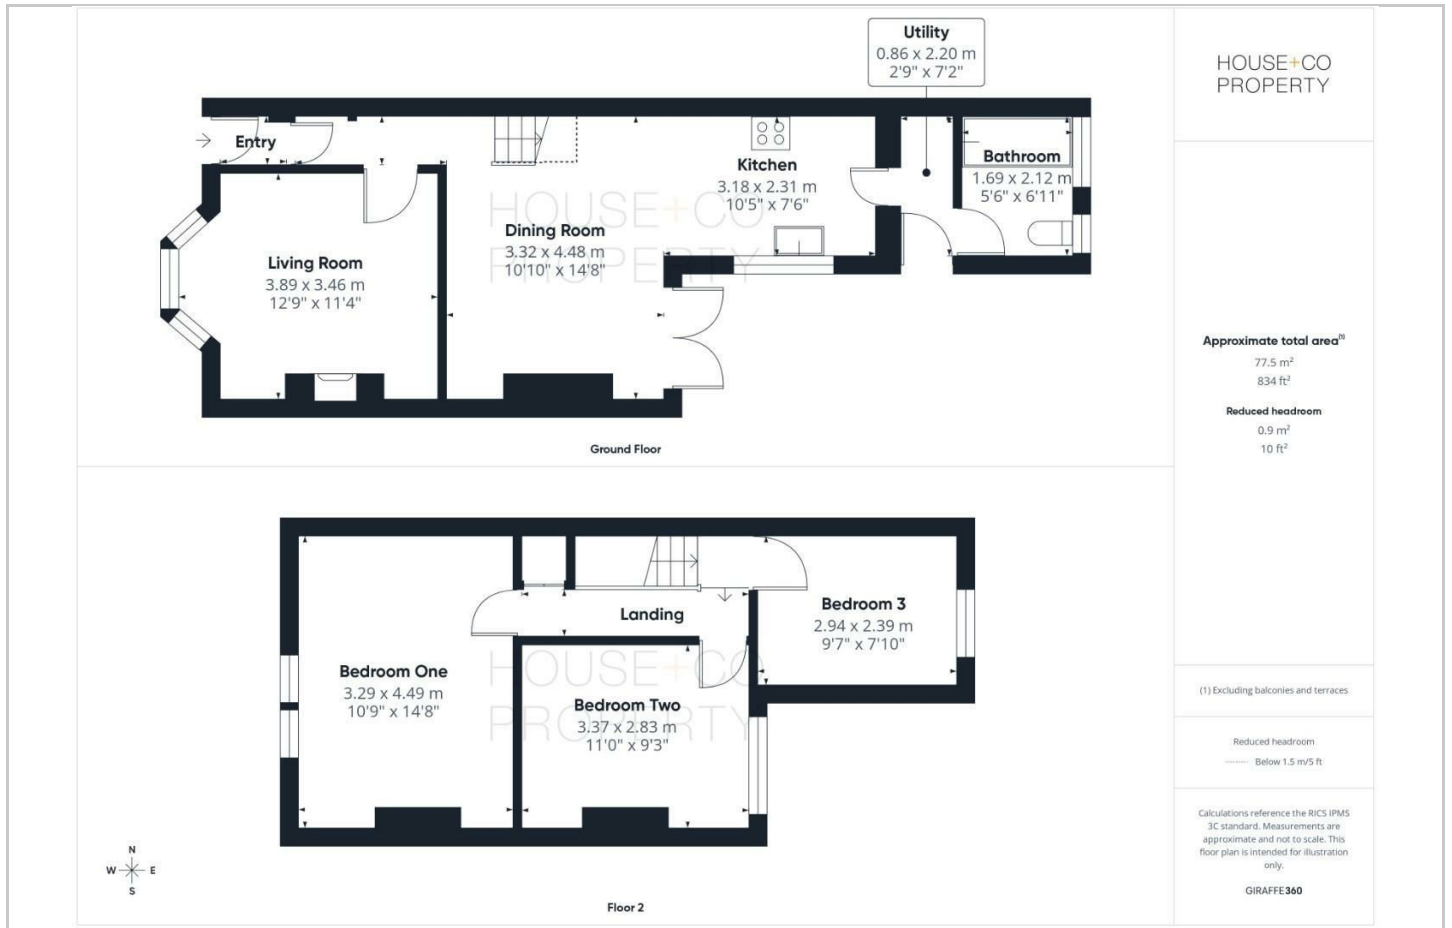 Utility
0.86 x 2.20 m
2'9" x 7'2"
Entry
Kitchen
3.18 x 2.31 m
10'5" x 7'6"
Bathroom
1.69 x 2.12 m
5'6" x 6'11"
HOUSE+CO
PROPERTY
Dining Room
3.32 x 4.48 m
10'10" x 14'8"
Living Room
3.89 x 3.46 m
12'9" x 11'4"
Ground Floor
Landing
Bedroom 3
2.94 x 2.39 m
9'7" x 7'10"
HOUSE+CO
PROPERTY
Bedroom One
3.29 x 4.49 m
10'9" x 14'8"
Bedroom Two
3.37 x 2.83 m
11'0" x 9'3"
N
W E
S
Floor 2
HOUSE+CO
PROPERTY
Approximate total area(1)
77.5 m²
834 ft²
Reduced headroom
0.9 m²
10 ft²
(1) Excluding balconies and terraces
Reduced headroom
Below 1.5 m/5 ft
Calculations reference the RICS IPMS
3C standard. Measurements are
approximate and not to scale. This
floor plan is intended for illustration
only.
GIRAFFE360